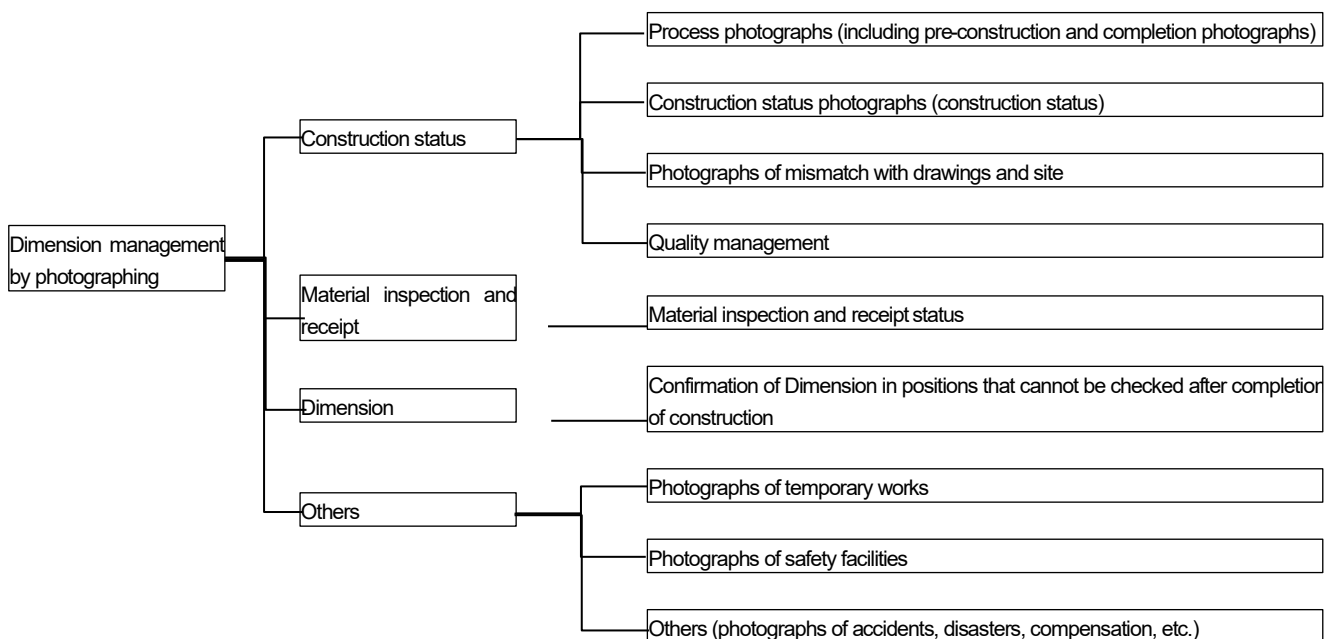 Process photographs (including pre-construction and completion photographs)
Construction status photographs (construction status)
Construction status
Photographs of mismatch with drawings and site
Dimension management
by photographing
Quality management
Material inspection and
receipt
Material inspection and receipt status
Dimension
Confirmation of Dimension in positions that cannot be checked after completion
of construction
Others
Photographs of temporary works
Photographs of safety facilities
Others (photographs of accidents, disasters, compensation, etc.)